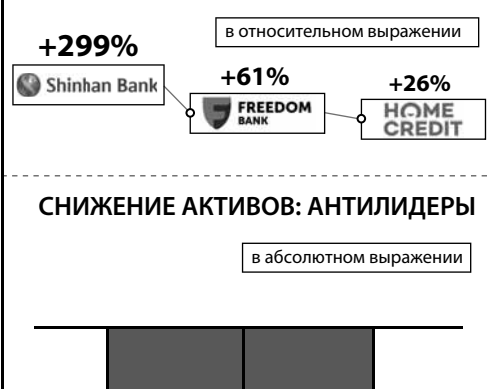 в относительном выражении
+299%
Shinhan Bank
+61%
FREEDOM
BANK
+26%
HOME
CREDIT
СНИЖЕНИЕ АКТИВОВ: АНТИЛИДЕРЫ
в абсолютном выражении